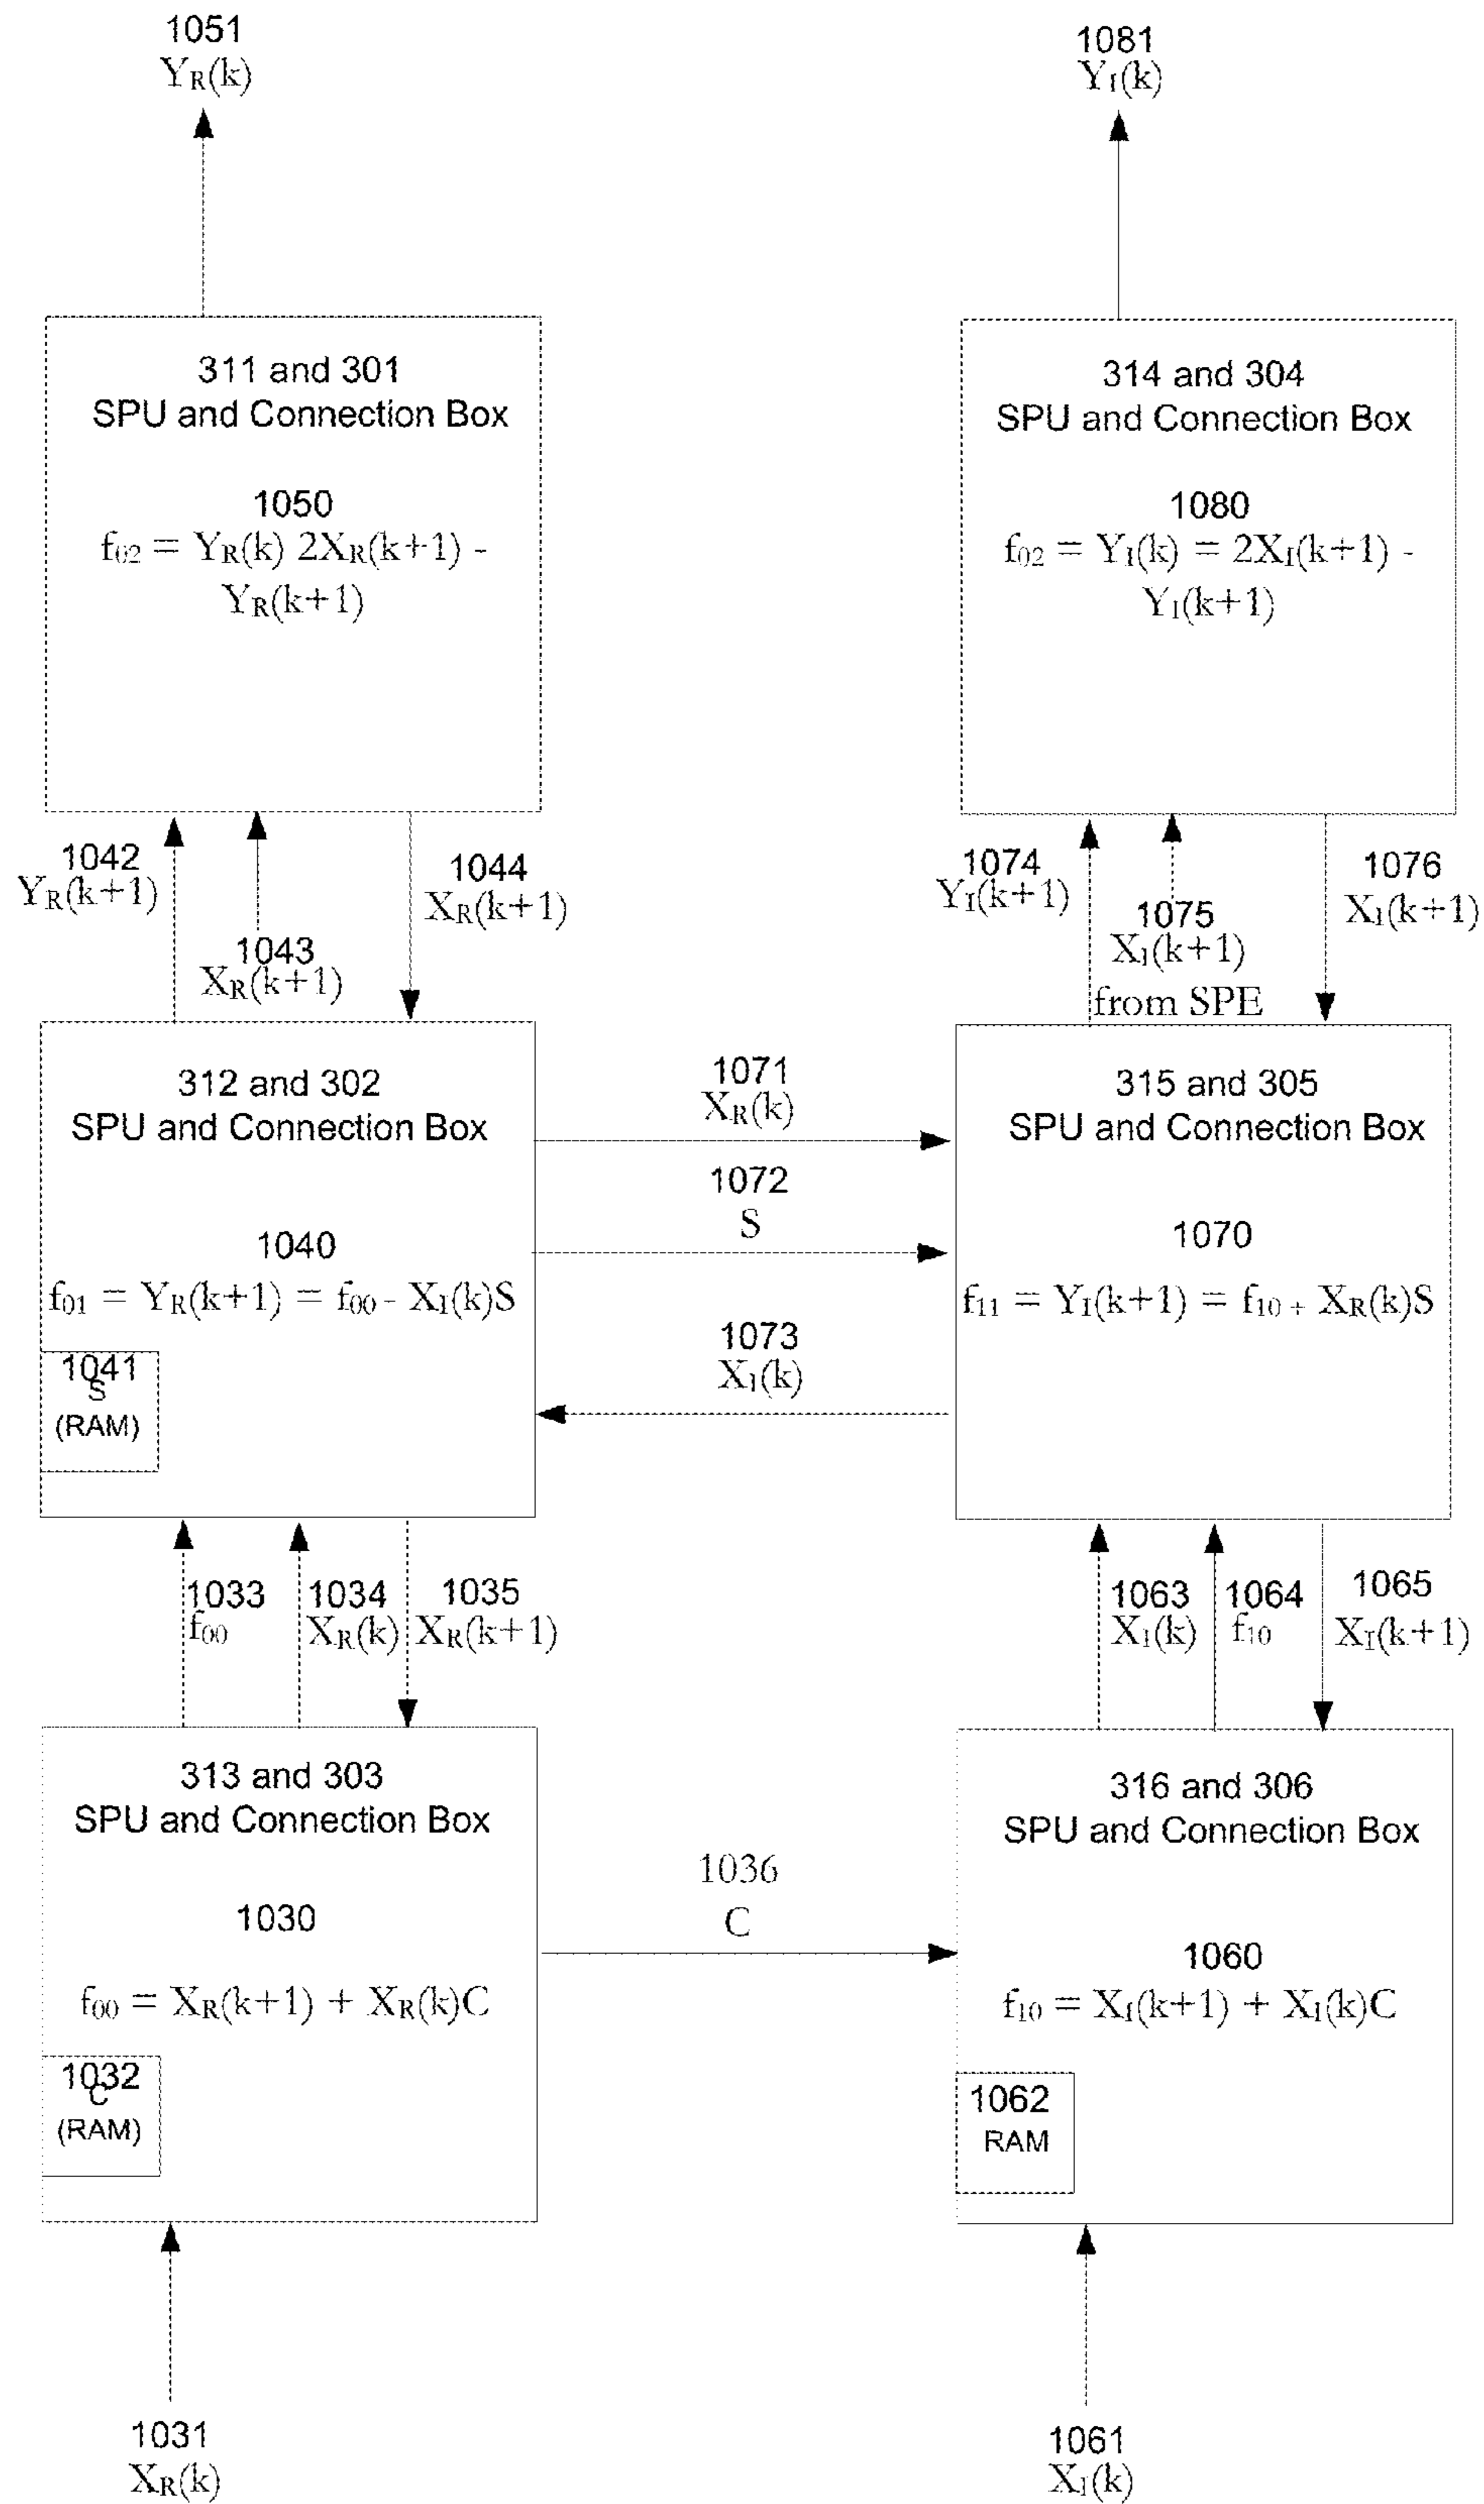 1051
YR(k)
1081
YI(k)
311 and 301
SPU and Connection Box
1050
f02 = YR(k) 2XR(k+1) -
YR(k+1)
314 and 304
SPU and Connection Box
1080
f02 = YI(k) = 2XI(k+1) -
YI(k+1)
1042
YR(k+1)
1043
XR(k+1)
1044
XR(k+1)
1074
YI(k+1)
1075
XI(k+1)
from SPE
1076
XI(k+1)
312 and 302
SPU and Connection Box
1040
f01 = YR(k+1) = f00 - XI(k)S
1041
S
(RAM)
1071
XR(k)
1072
S
1073
XI(k)
315 and 305
SPU and Connection Box
1070
f11 = YI(k+1) = f10 + XR(k)S
1033
f00
1034
XR(k)
1035
XR(k+1)
1063
XI(k)
1064
f10
1065
XI(k+1)
313 and 303
SPU and Connection Box
1030
f00 = XR(k+1) + XR(k)C
1032
C
(RAM)
1036
C
316 and 306
SPU and Connection Box
1060
f10 = XI(k+1) + XI(k)C
1062
RAM
1031
XR(k)
1061
XI(k)